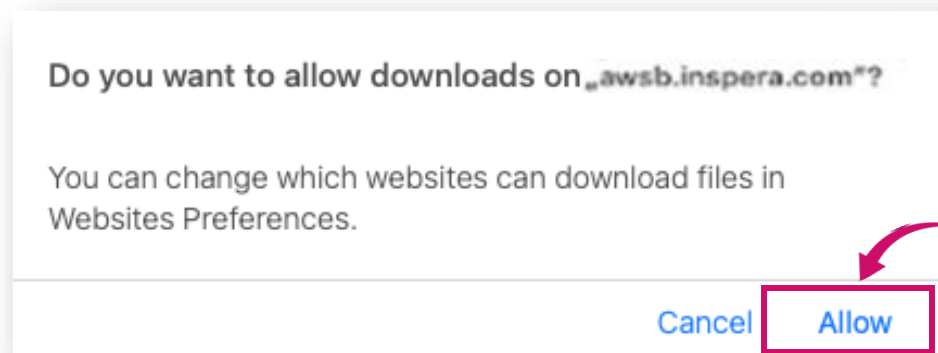 Do you want to allow downloads on „awsb.inspera.com"?
You can change which websites can download files in
Websites Preferences.
Cancel
Allow